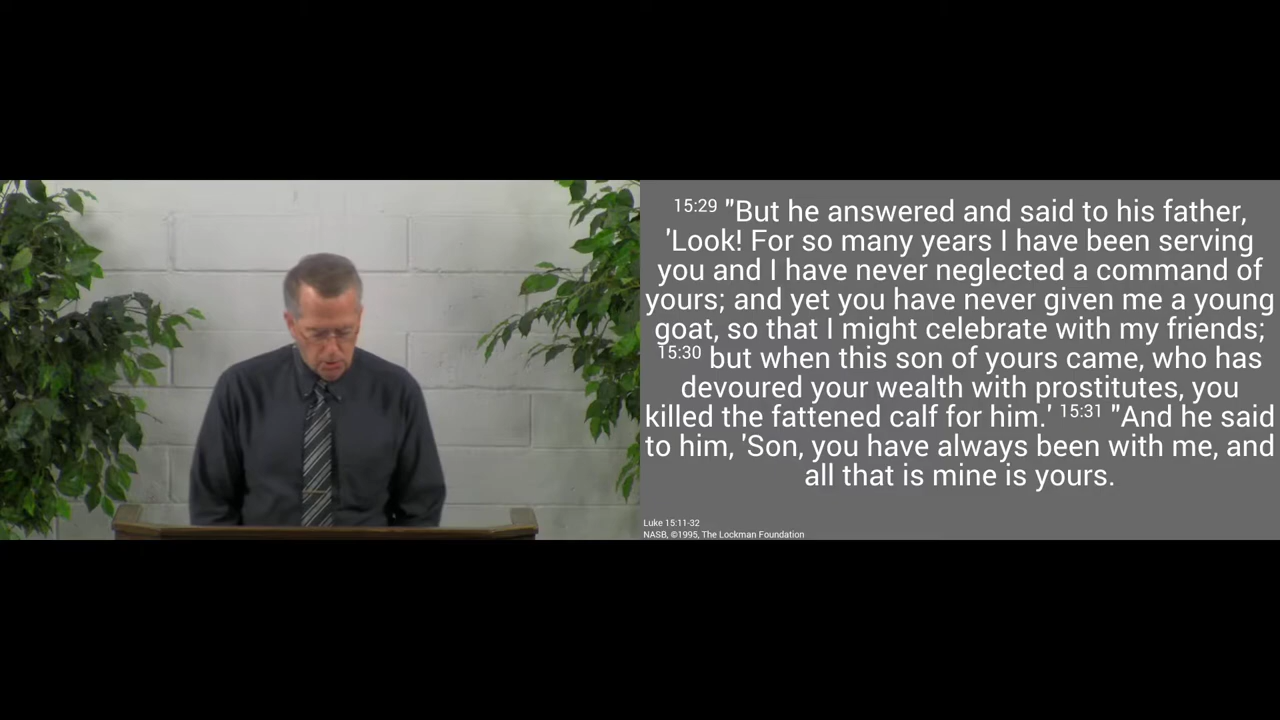 15:29 "But he answered and said to his father,
'Look! For so many years I have been serving
you and I have never neglected a command of
yours; and yet you have never given me a young
goat, so that I might celebrate with my friends;
15:30 but when this son of yours came, who has
devoured your wealth with prostitutes, you
killed the fattened calf for him.' 15:31 "And he said
to him, 'Son, you have always been with me, and
all that is mine is yours.
Luke 15:11-32
NASB, ©1995, The Lockman Foundation